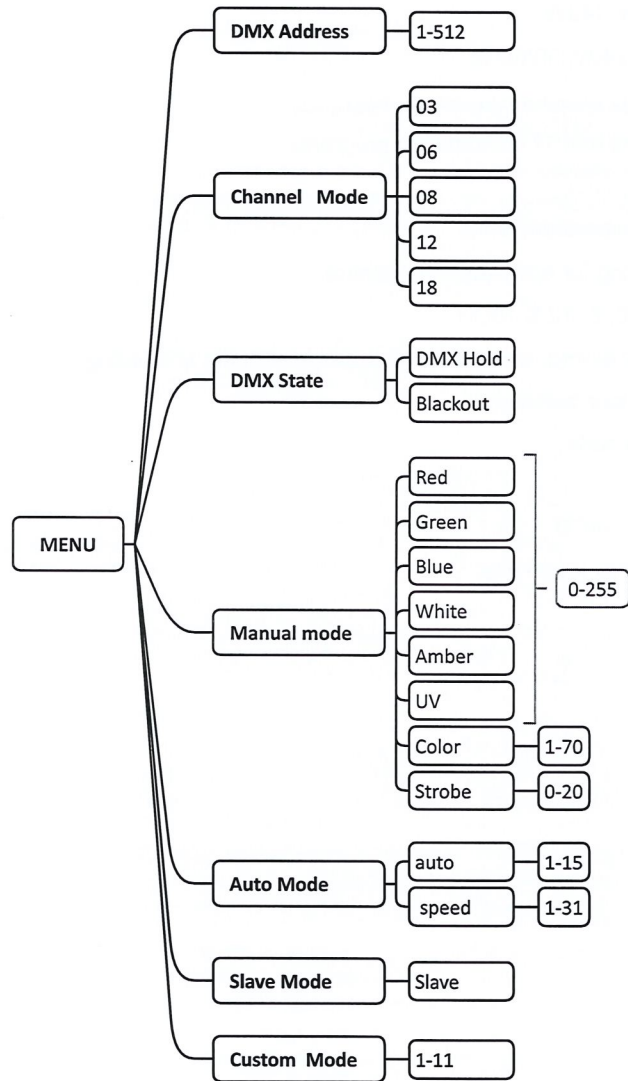 DMX Address
1-512
Channel Mode
03
06
08
12
18
DMX State
DMX Hold
Blackout
MENU
Manual mode
Red
Green
Blue
White
Amber
UV
0-255
Color
1-70
Strobe
0-20
Auto Mode
auto
1-15
speed
1-31
Slave Mode
Slave
Custom Mode
1-11